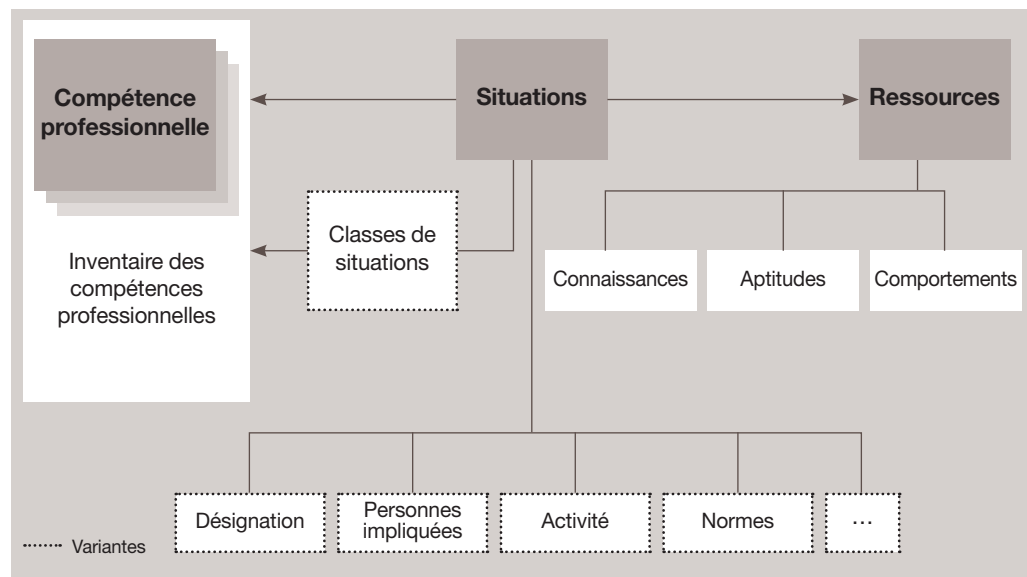 Compétence
professionnelle
Situations
Ressources
Classes de
situations
Inventaire des
compétences
professionnelles
Connaissances
Aptitudes
Comportements
Désignation
Personnes
impliquées
Activité
Normes
...
Variantes